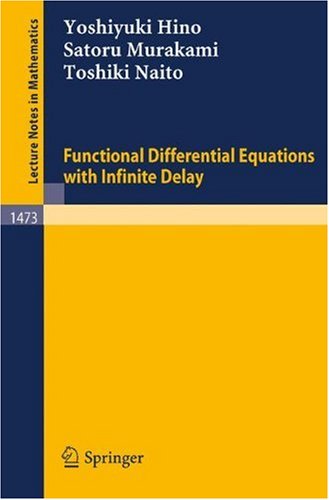 Yoshiyuki Hino
Satoru Murakami
Toshiki Naito
Lecture Notes in Mathematics
1473
Functional Differential Equations
with Infinite Delay
Springer